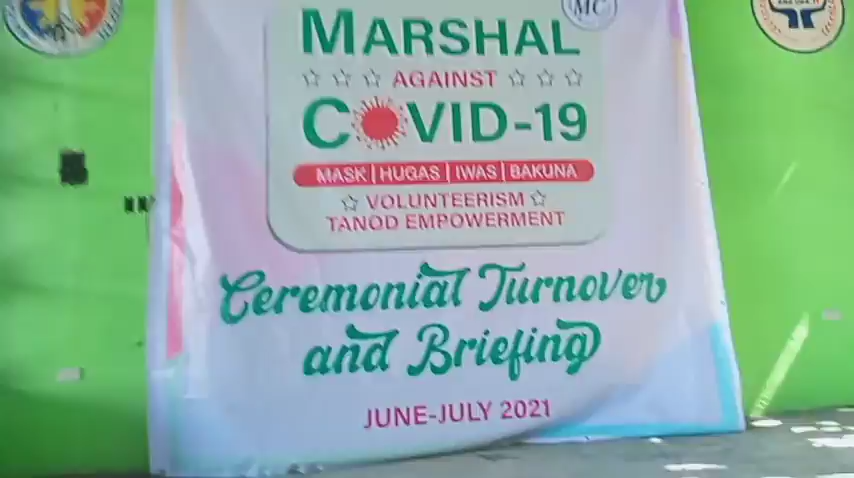 MC
MARSHAL
AGAINST
COVID-19
MASK | HUGAS | IWAS | BAKUNA
VOLUNTEERISM
TANOD EMPOWERMENT
Ceremonial Turnover
and Briefing
JUNE-JULY 2021